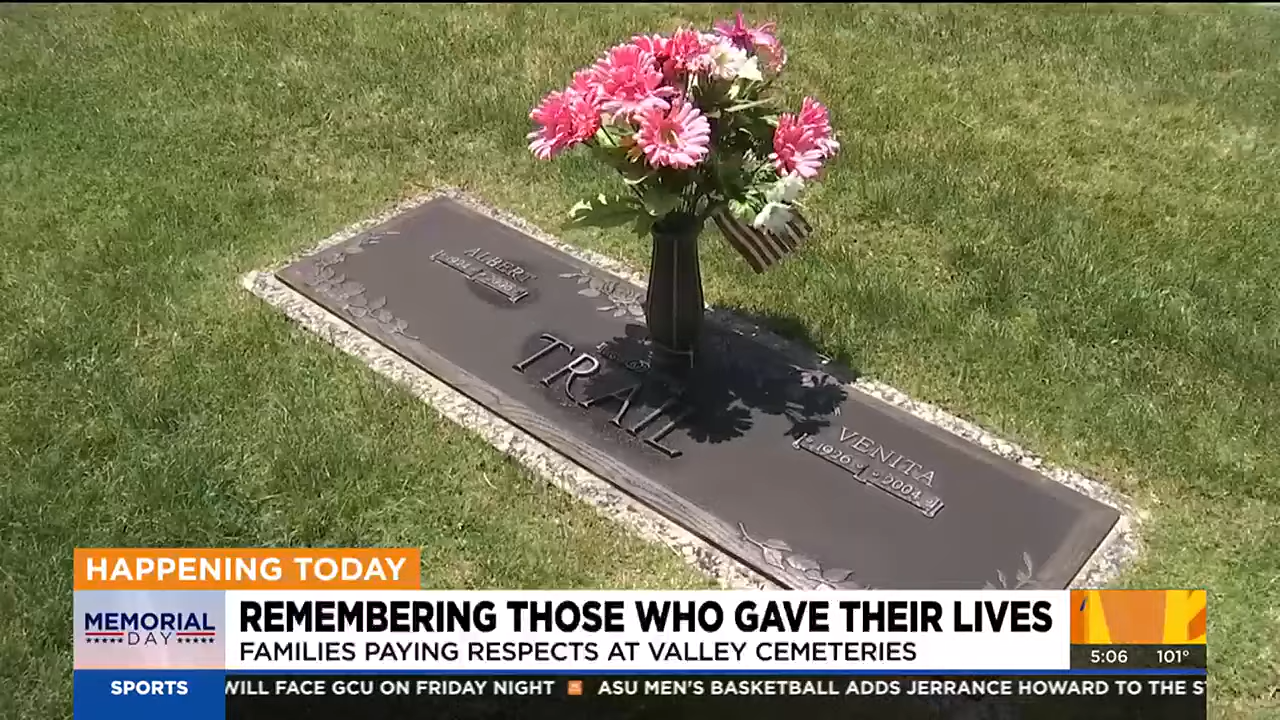 ALBERT
TRAIL
VENITA
1926 2004
HAPPENING TODAY
MEMORIAL
DAY
REMEMBERING THOSE WHO GAVE THEIR LIVES
FAMILIES PAYING RESPECTS AT VALLEY CEMETERIES
5:06 101°
SPORTS
WILL FACE GCU ON FRIDAY NIGHT ASU MEN'S BASKETBALL ADDS JERRANCE HOWARD TO THE